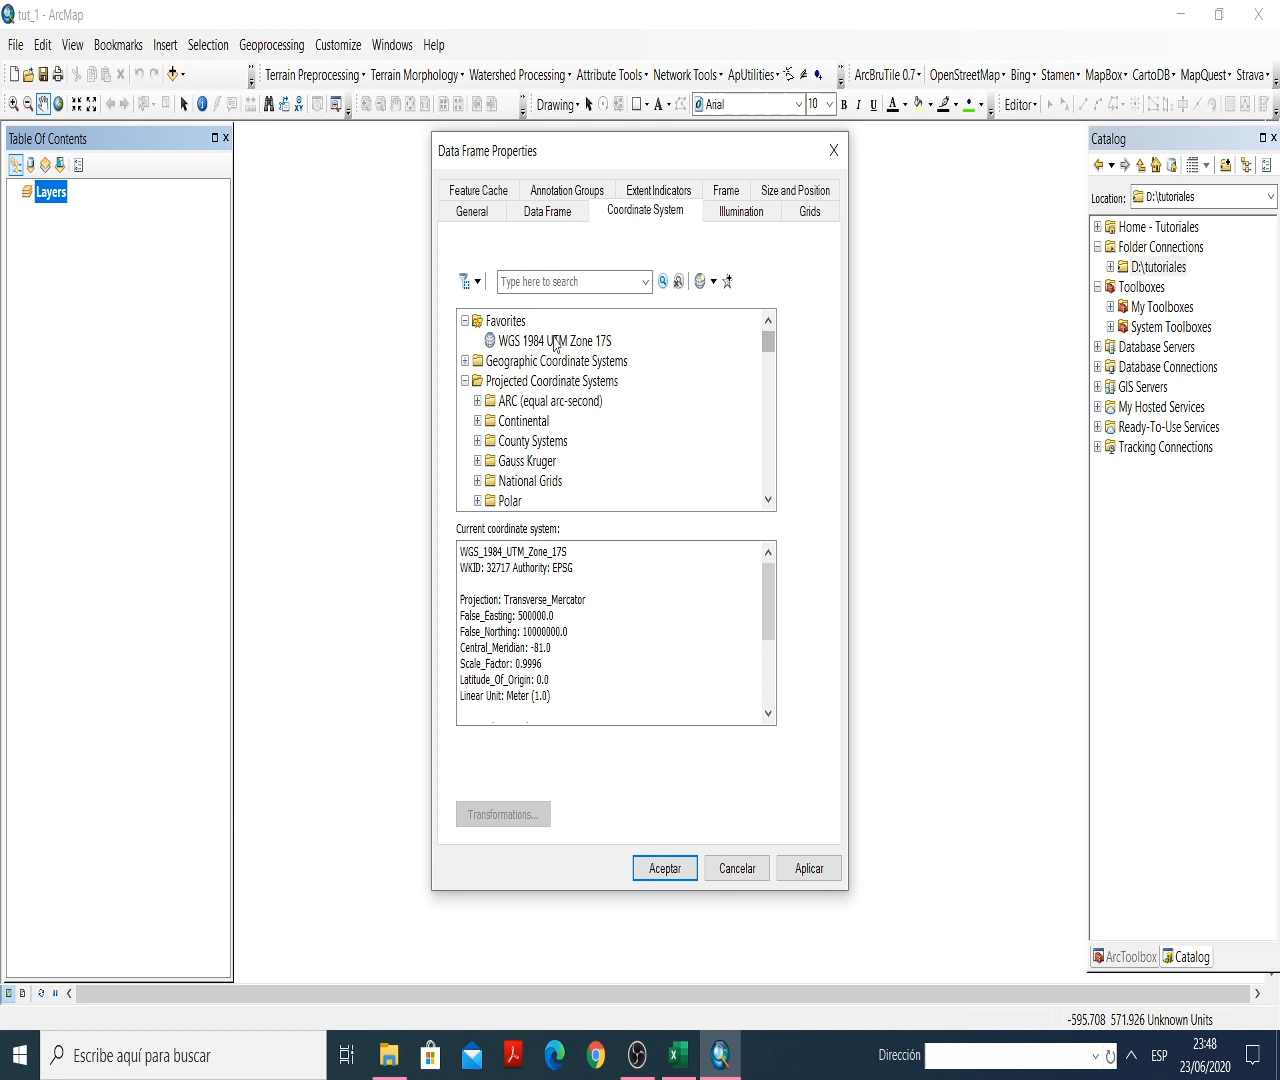 tut_1 - ArcMap
File Edit View Bookmarks Insert Selection Geoprocessing Customize Windows Help
Terrain Preprocessing Terrain Morphology Watershed Processing Attribute Tools Network Tools ApUtilities ArcBruTile 0.7 OpenStreetMap Bing Stamen MapBox CartoDB MapQuest Strava
Drawing A Arial 10 B I U A Editor
Table Of Contents
Layers
Data Frame Properties
Feature Cache Annotation Groups Extent Indicators Frame Size and Position
General Data Frame Coordinate System Illumination Grids
Type here to search
Favorites
WGS 1984 UTM Zone 17S
Geographic Coordinate Systems
Projected Coordinate Systems
ARC (equal arc-second)
Continental
County Systems
Gauss Kruger
National Grids
Polar
Current coordinate system:
WGS_1984_UTM_Zone_17S
WKID: 32717 Authority: EPSG
Projection: Transverse_Mercator
False_Easting: 500000.0
False_Northing: 10000000.0
Central_Meridian: -81.0
Scale_Factor: 0.9996
Latitude_Of_Origin: 0.0
Linear Unit: Meter (1.0)
Transformations...
Aceptar Cancelar Aplicar
Catalog
Location: D:\tutoriales
Home - Tutoriales
Folder Connections
D:\tutoriales
Toolboxes
My Toolboxes
System Toolboxes
Database Servers
Database Connections
GIS Servers
My Hosted Services
Ready-To-Use Services
Tracking Connections
ArcToolbox Catalog
-595.708 571.926 Unknown Units
Escribe aquí para buscar
Dirección
ESP
23:48
23/06/2020